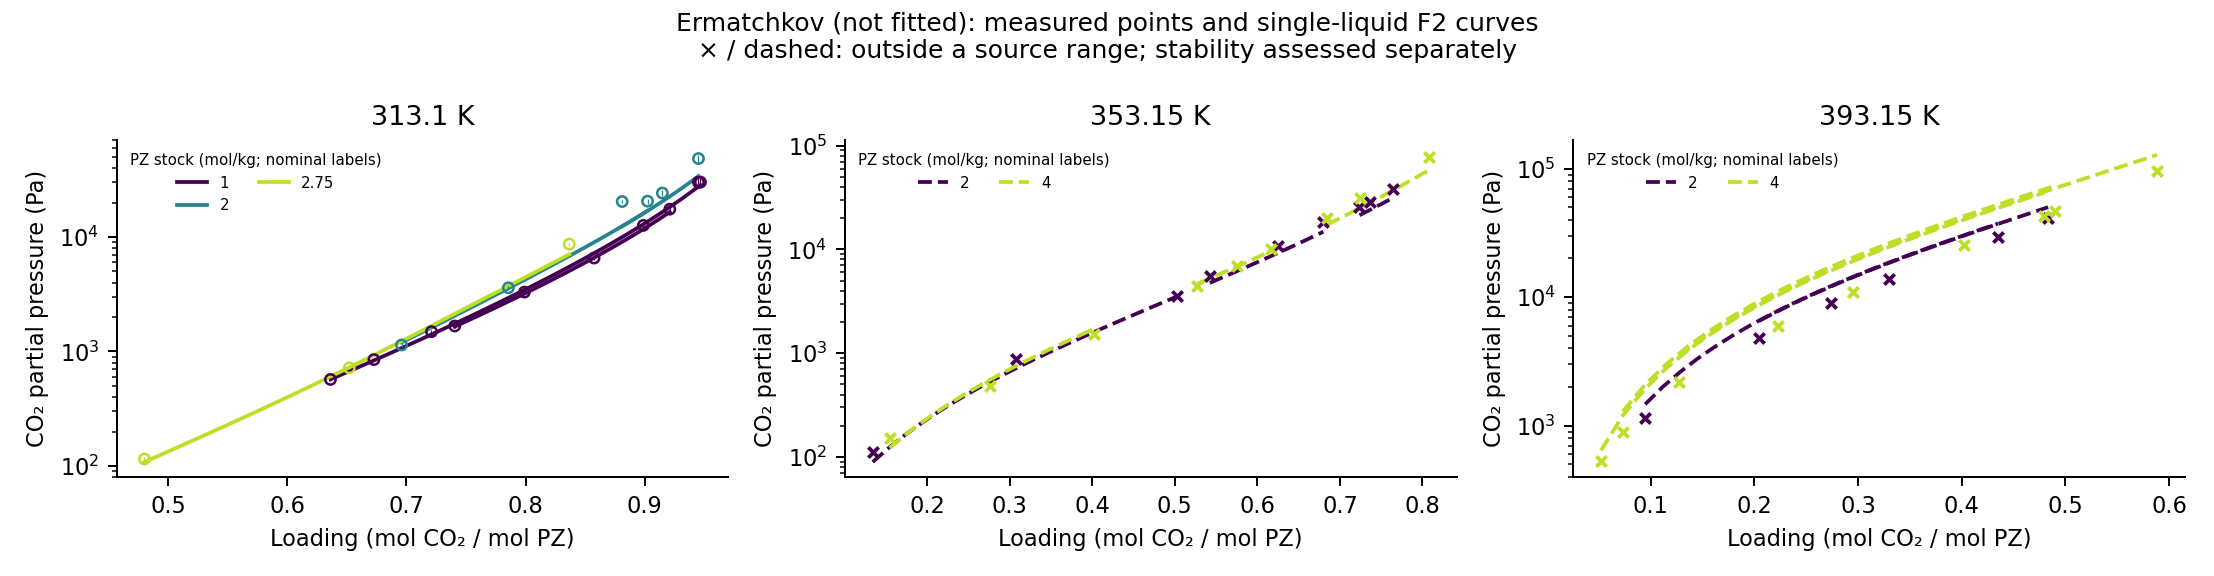 Ermatchkov (not fitted): measured points and single-liquid F2 curves
× / dashed: outside a source range; stability assessed separately
313.1 K
PZ stock (mol/kg; nominal labels)
1
2.75
2
10⁴
10³
10²
CO₂ partial pressure (Pa)
0.5
0.6
0.7
0.8
0.9
Loading (mol CO₂ / mol PZ)
353.15 K
PZ stock (mol/kg; nominal labels)
2
4
10⁵
10⁴
10³
10²
CO₂ partial pressure (Pa)
0.2
0.3
0.4
0.5
0.6
0.7
0.8
Loading (mol CO₂ / mol PZ)
393.15 K
PZ stock (mol/kg; nominal labels)
2
4
10⁵
10⁴
10³
CO₂ partial pressure (Pa)
0.1
0.2
0.3
0.4
0.5
0.6
Loading (mol CO₂ / mol PZ)